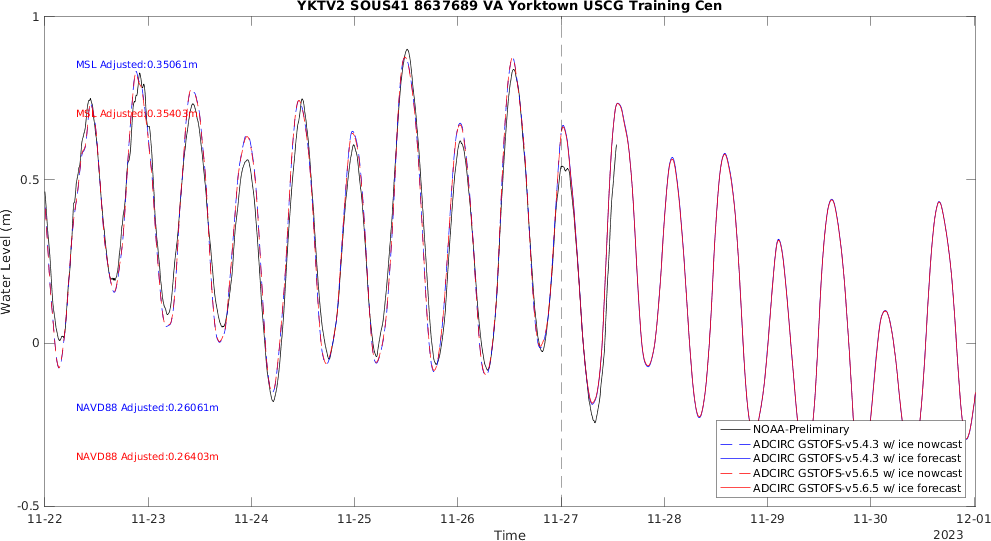 YKTV2 SOUS41 8637689 VA Yorktown USCG Training Cen
1
MSL Adjusted:0.35061m
MSL Adjusted:0.35403m
0.5
Water Level (m)
0
NAVD88 Adjusted:0.26061m
NAVD88 Adjusted:0.26403m
NOAA-Preliminary
ADCIRC GSTOFS-v5.4.3 w/ ice nowcast
ADCIRC GSTOFS-v5.4.3 w/ ice forecast
ADCIRC GSTOFS-v5.6.5 w/ ice nowcast
ADCIRC GSTOFS-v5.6.5 w/ ice forecast
-0.5
11-22 11-23 11-24 11-25 11-26 11-27 11-28 11-29 11-30 12-01
Time
2023